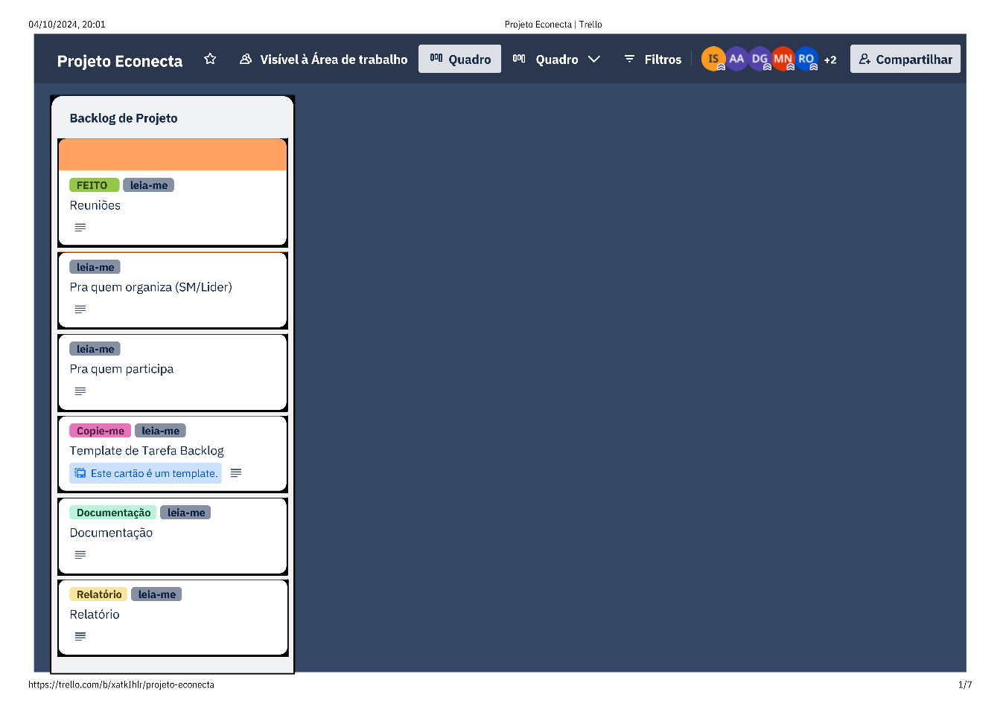 04/10/2024, 20:01
Projeto Econecta | Trello
Projeto Econecta
Visível à Área de trabalho
Quadro
Quadro
Filtros
IS AA DG MN RO +2
Compartilhar
Backlog de Projeto
FEITO leia-me
Reuniões
leia-me
Pra quem organiza (SM/Lider)
leia-me
Pra quem participa
Copie-me leia-me
Template de Tarefa Backlog
Este cartão é um template.
Documentação leia-me
Documentação
Relatório leia-me
Relatório
https://trello.com/b/xatkIhlr/projeto-econecta
1/7